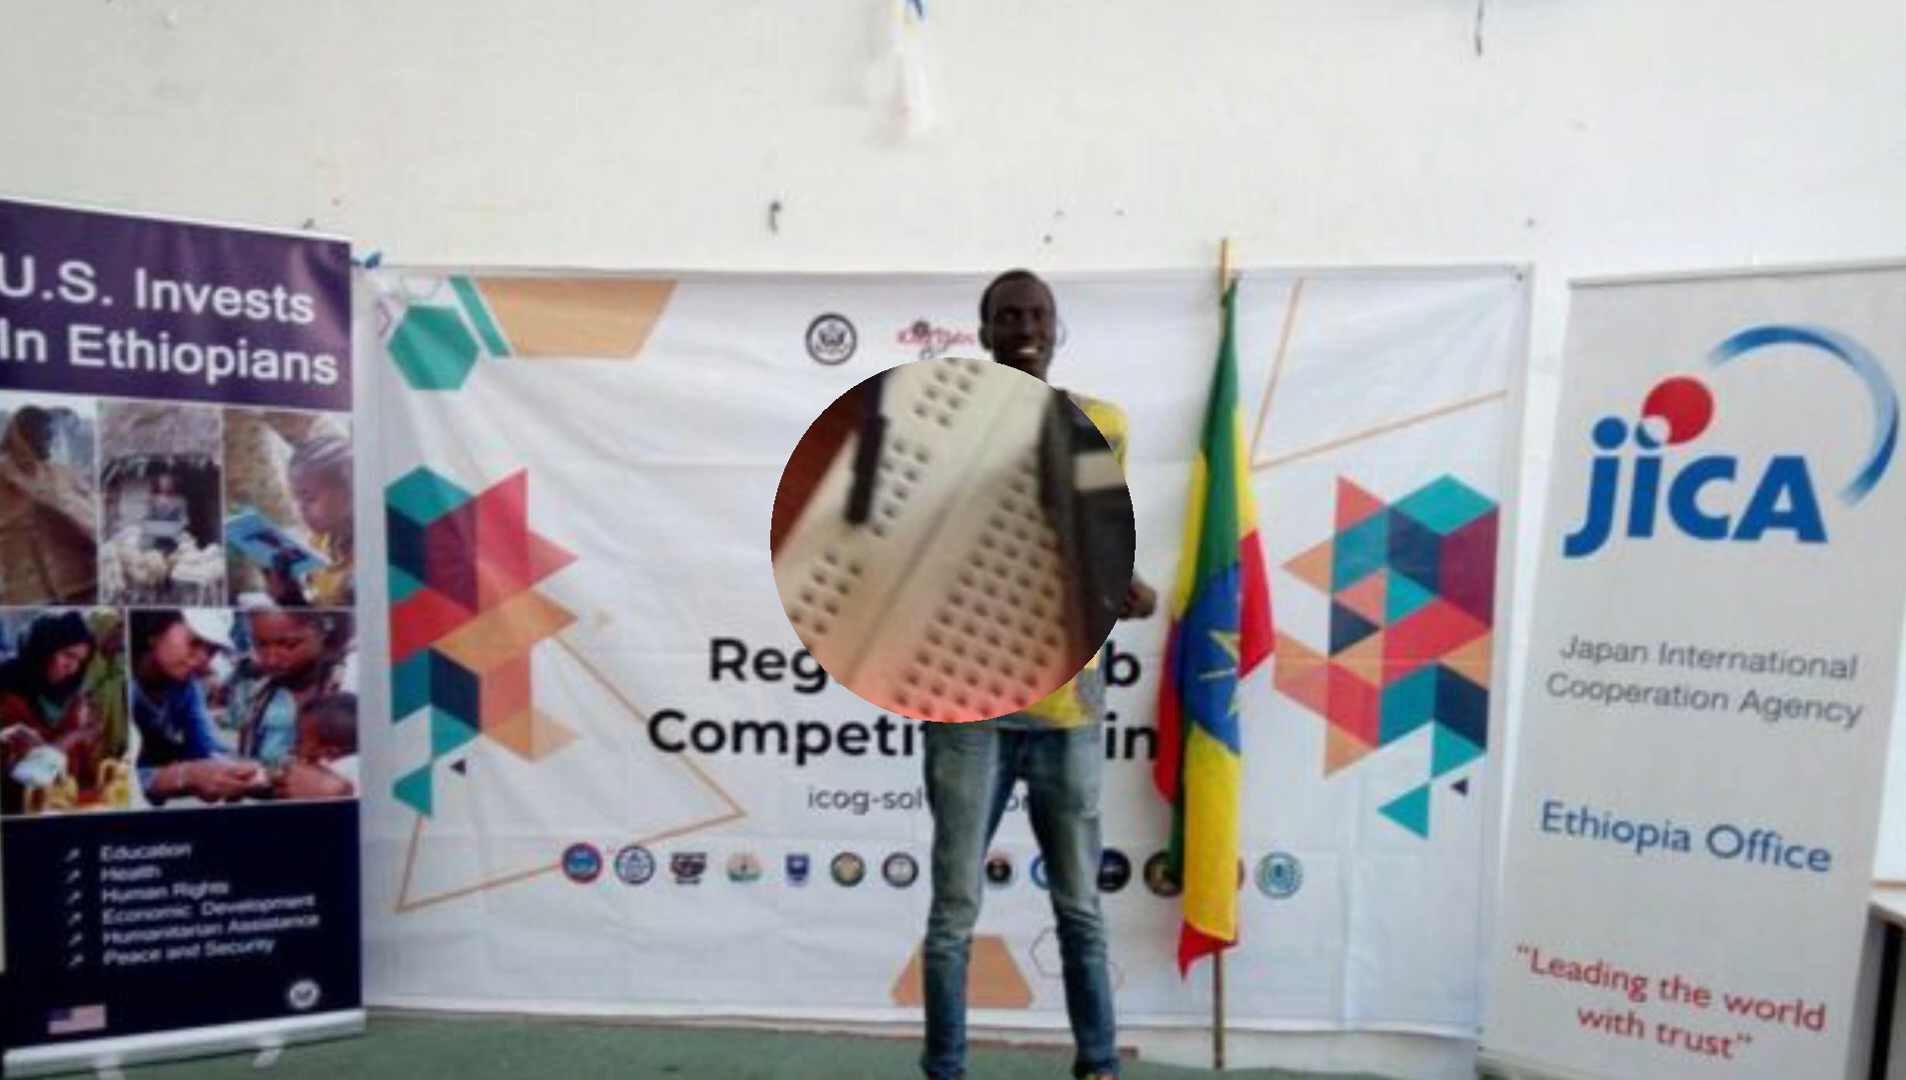 U.S. Invests
In Ethiopians
Education
Health
Human Rights
Economic Development
Humanitarian Assistance
Peace and Security
Competi
icog-sol
jica
Japan International
Cooperation Agency
Ethiopia Office
"Leading the world
with trust"